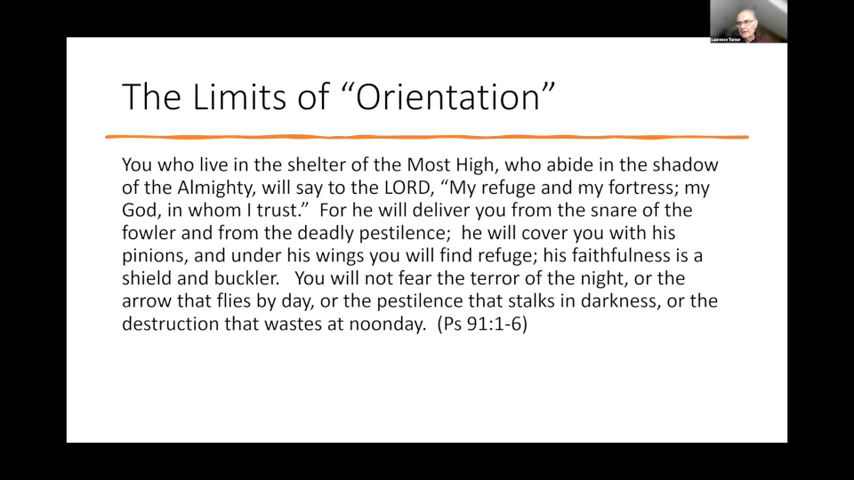 Laurence Turner
The Limits of “Orientation”
You who live in the shelter of the Most High, who abide in the shadow
of the Almighty, will say to the LORD, “My refuge and my fortress; my
God, in whom I trust.”  For he will deliver you from the snare of the
fowler and from the deadly pestilence;  he will cover you with his
pinions, and under his wings you will find refuge; his faithfulness is a
shield and buckler.   You will not fear the terror of the night, or the
arrow that flies by day, or the pestilence that stalks in darkness, or the
destruction that wastes at noonday.  (Ps 91:1-6)